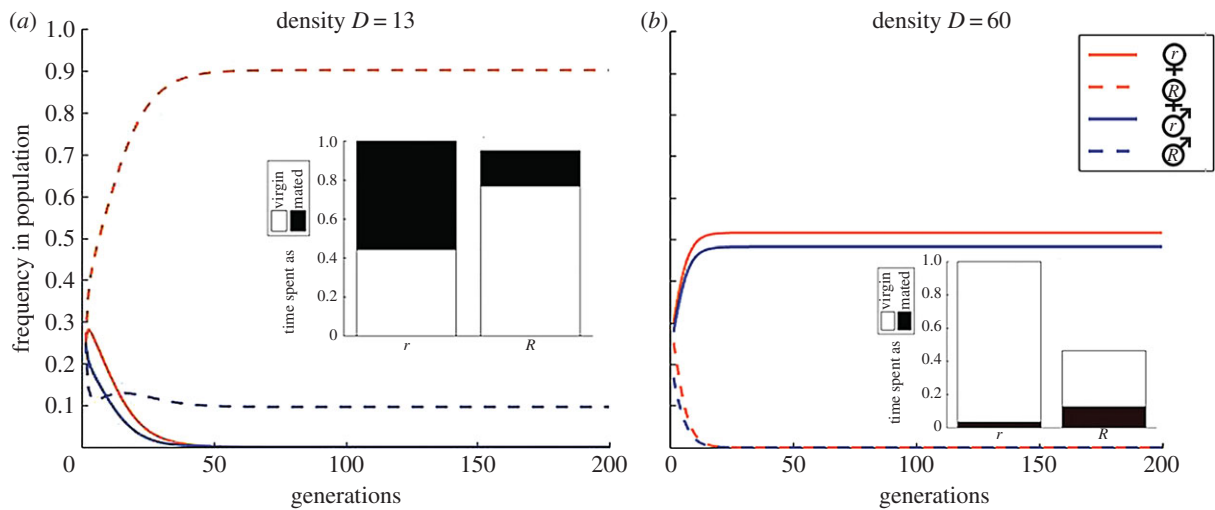 (a) density D = 13
1.0
0.9
0.8
0.7
0.6
0.5
0.4
0.3
0.2
0.1
frequency in population
0 50 100 150 200
generations
virgin
mated
time spent as
1.0
0.8
0.6
0.4
0.2
0
r R
(b) density D = 60
r
R
r
R
0 50 100 150 200
generations
virgin
mated
time spent as
1.0
0.8
0.6
0.4
0.2
0
r R